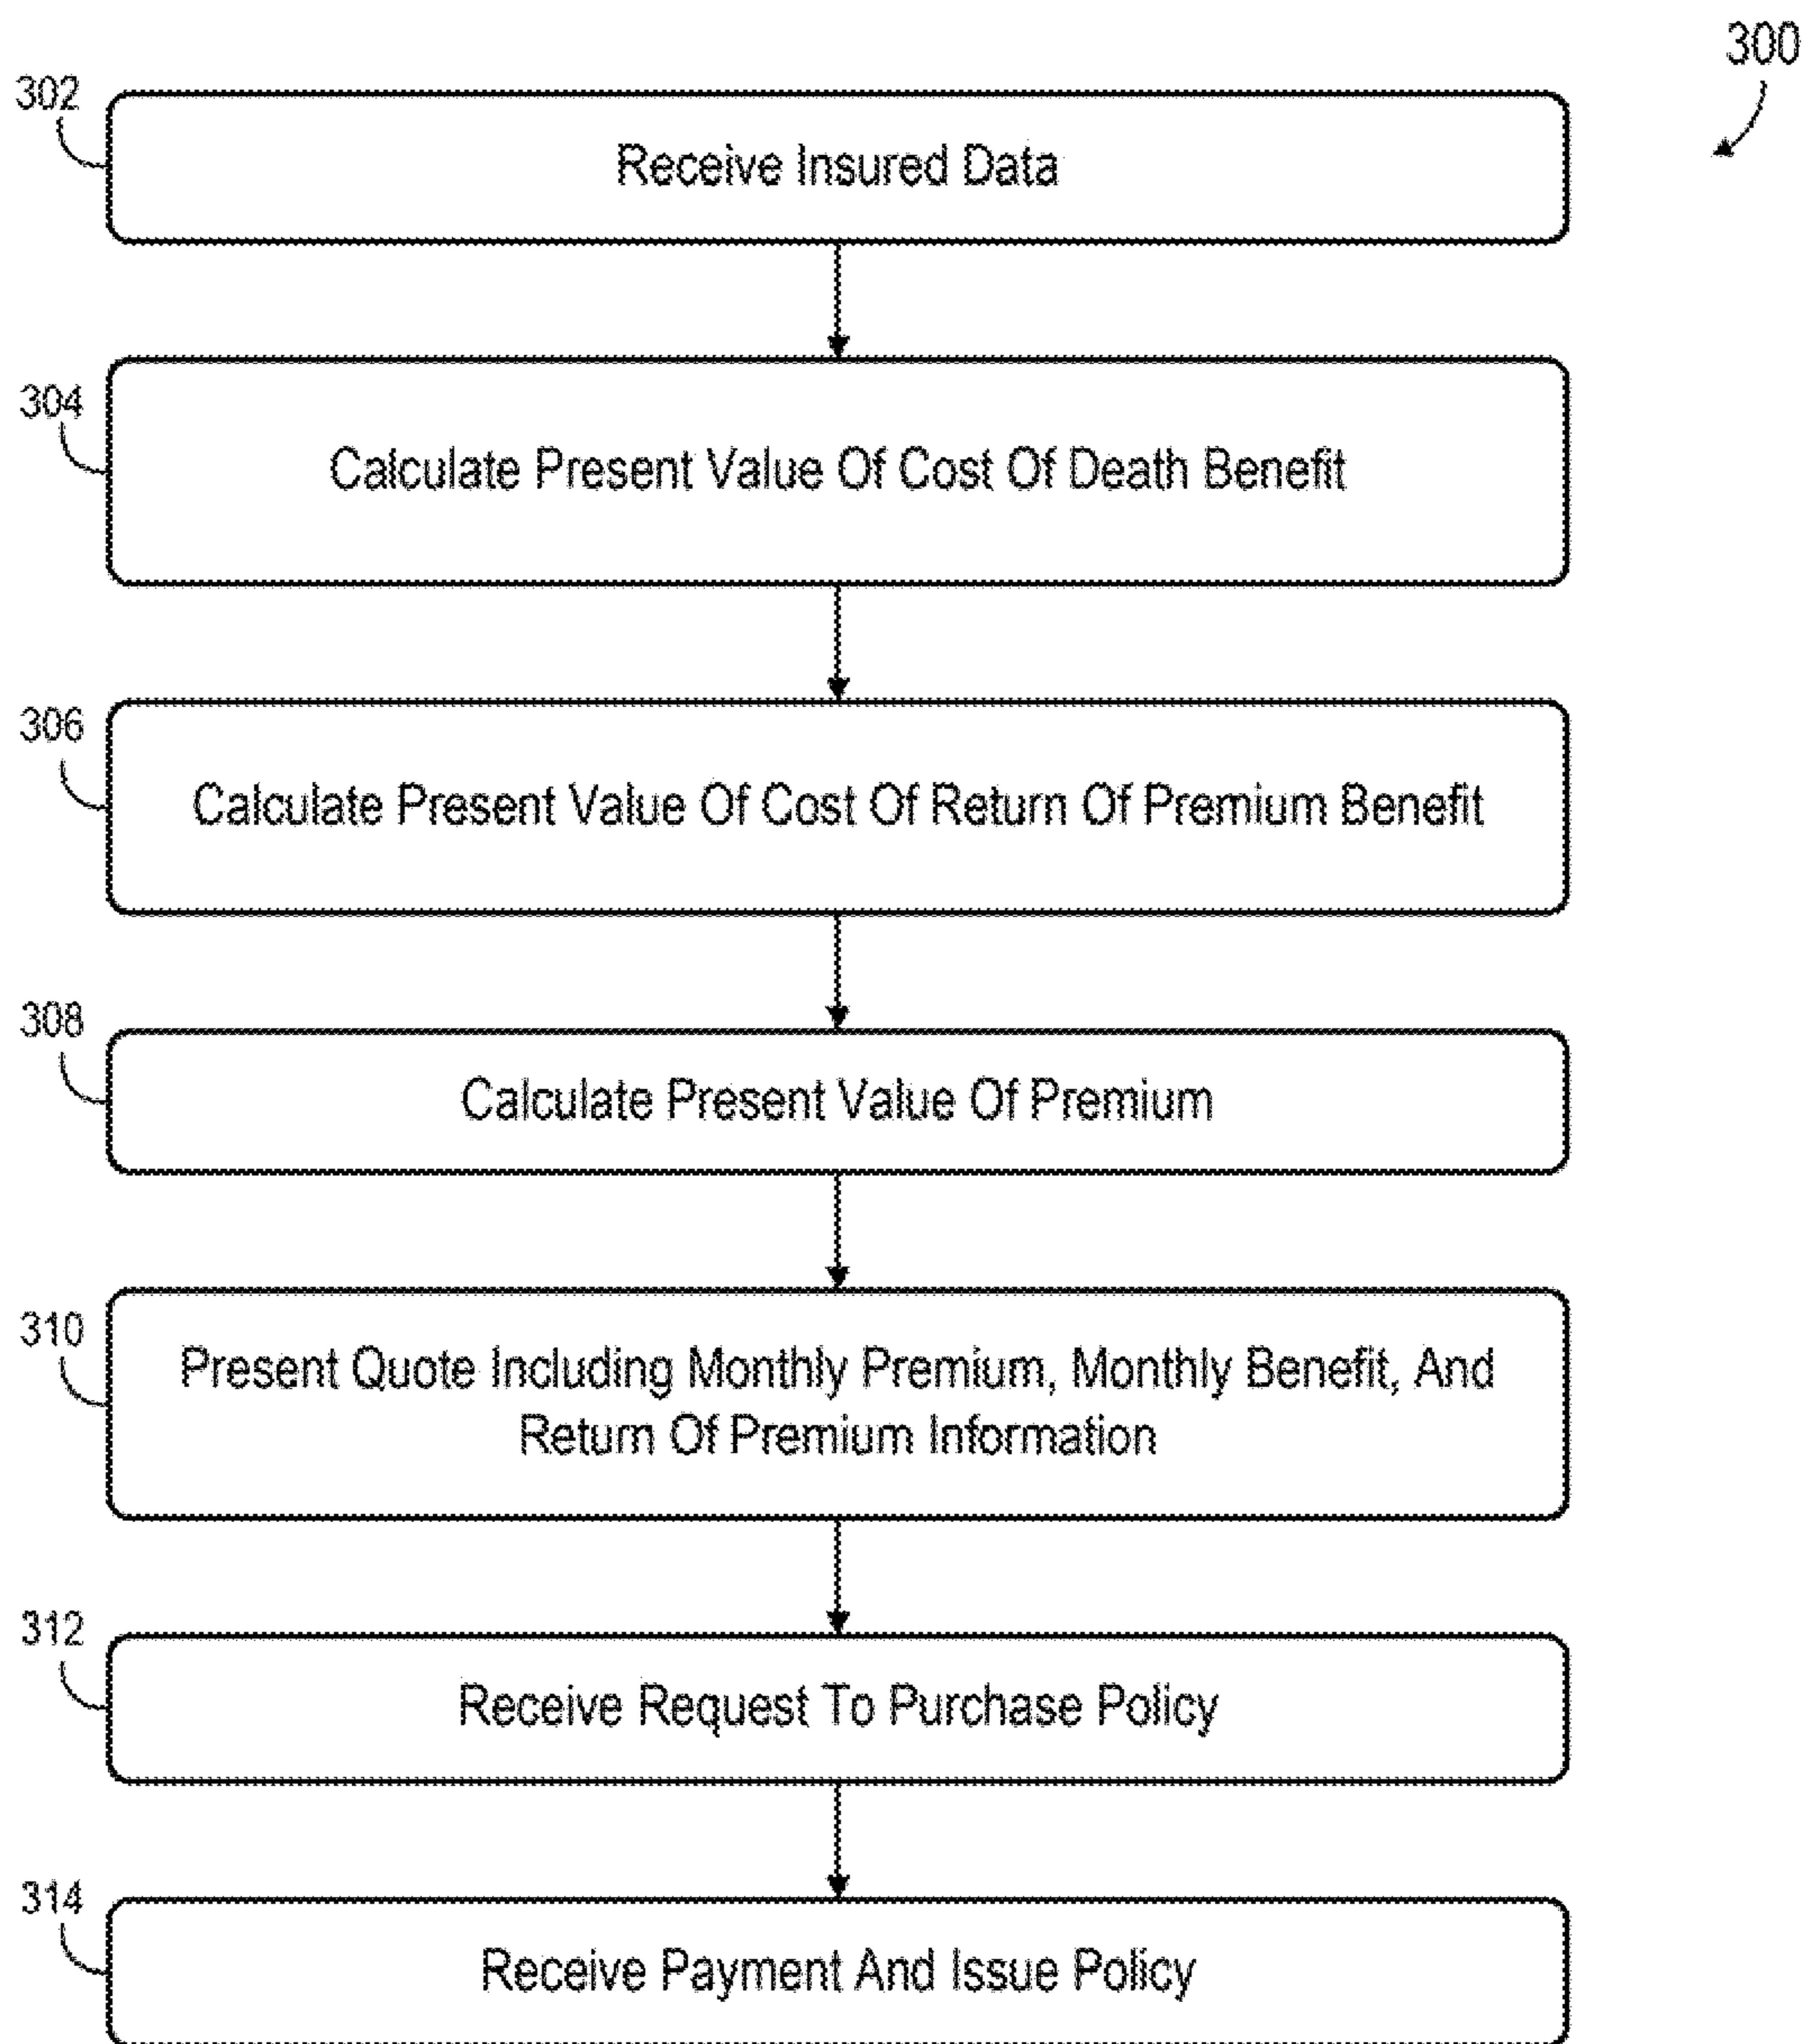 300
302
Receive Insured Data
304
Calculate Present Value Of Cost Of Death Benefit
306
Calculate Present Value Of Cost Of Return Of Premium Benefit
308
Calculate Present Value Of Premium
310
Present Quote Including Monthly Premium, Monthly Benefit, And
Return Of Premium Information
312
Receive Request To Purchase Policy
314
Receive Payment And Issue Policy